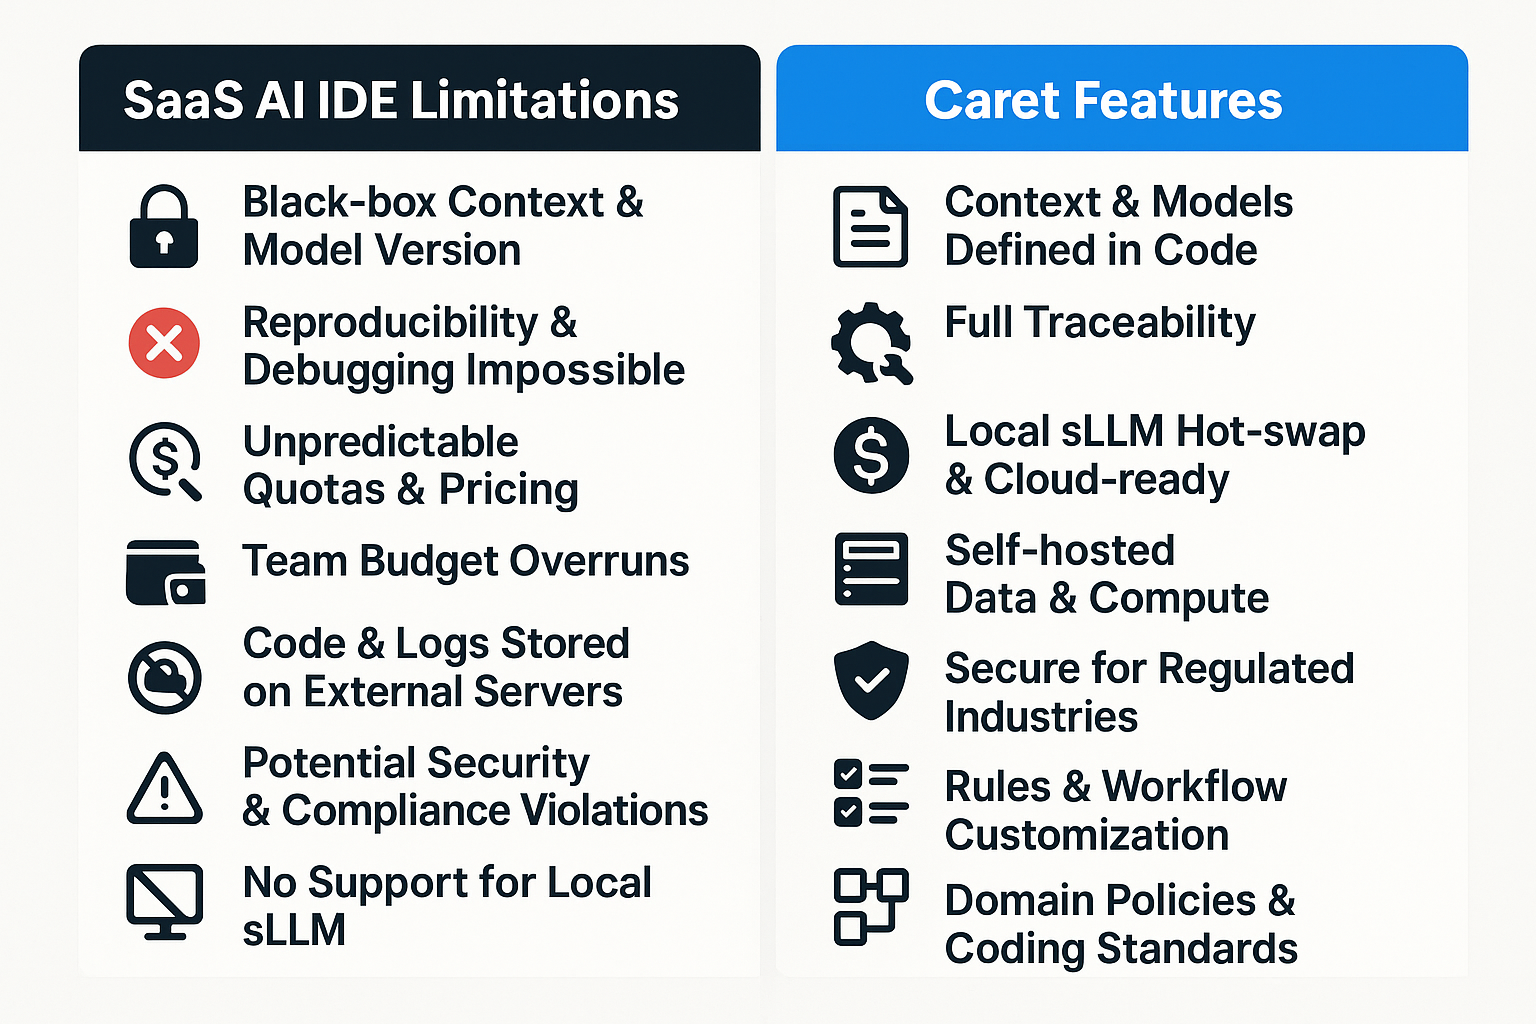 SaaS AI IDE Limitations
Black-box Context &
Model Version
Reproducibility &
Debugging Impossible
Unpredictable
Quotas & Pricing
Team Budget Overruns
Code & Logs Stored
on External Servers
Potential Security
& Compliance Violations
No Support for Local
sLLM
Caret Features
Context & Models
Defined in Code
Full Traceability
Local sLLM Hot-swap
& Cloud-ready
Self-hosted
Data & Compute
Secure for Regulated
Industries
Rules & Workflow
Customization
Domain Policies &
Coding Standards